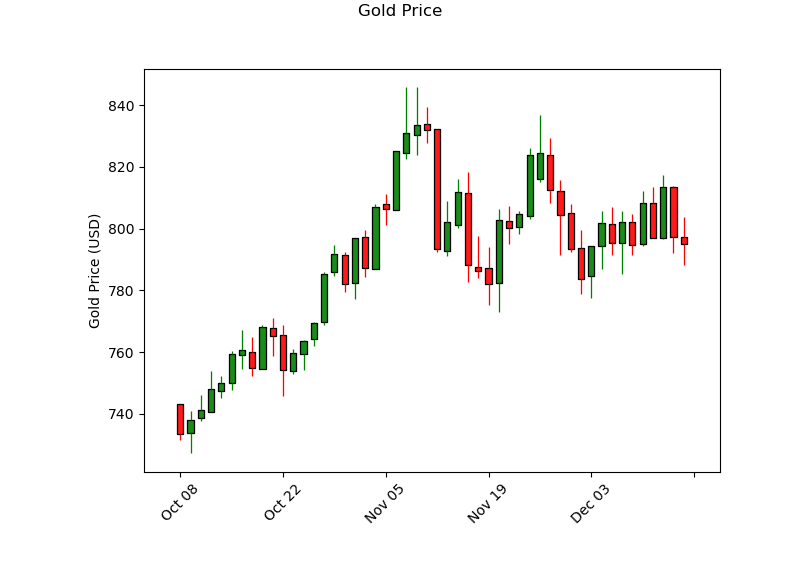 Gold Price
Gold Price (USD)
840
820
800
780
760
740
Oct 08
Oct 22
Nov 05
Nov 19
Dec 03